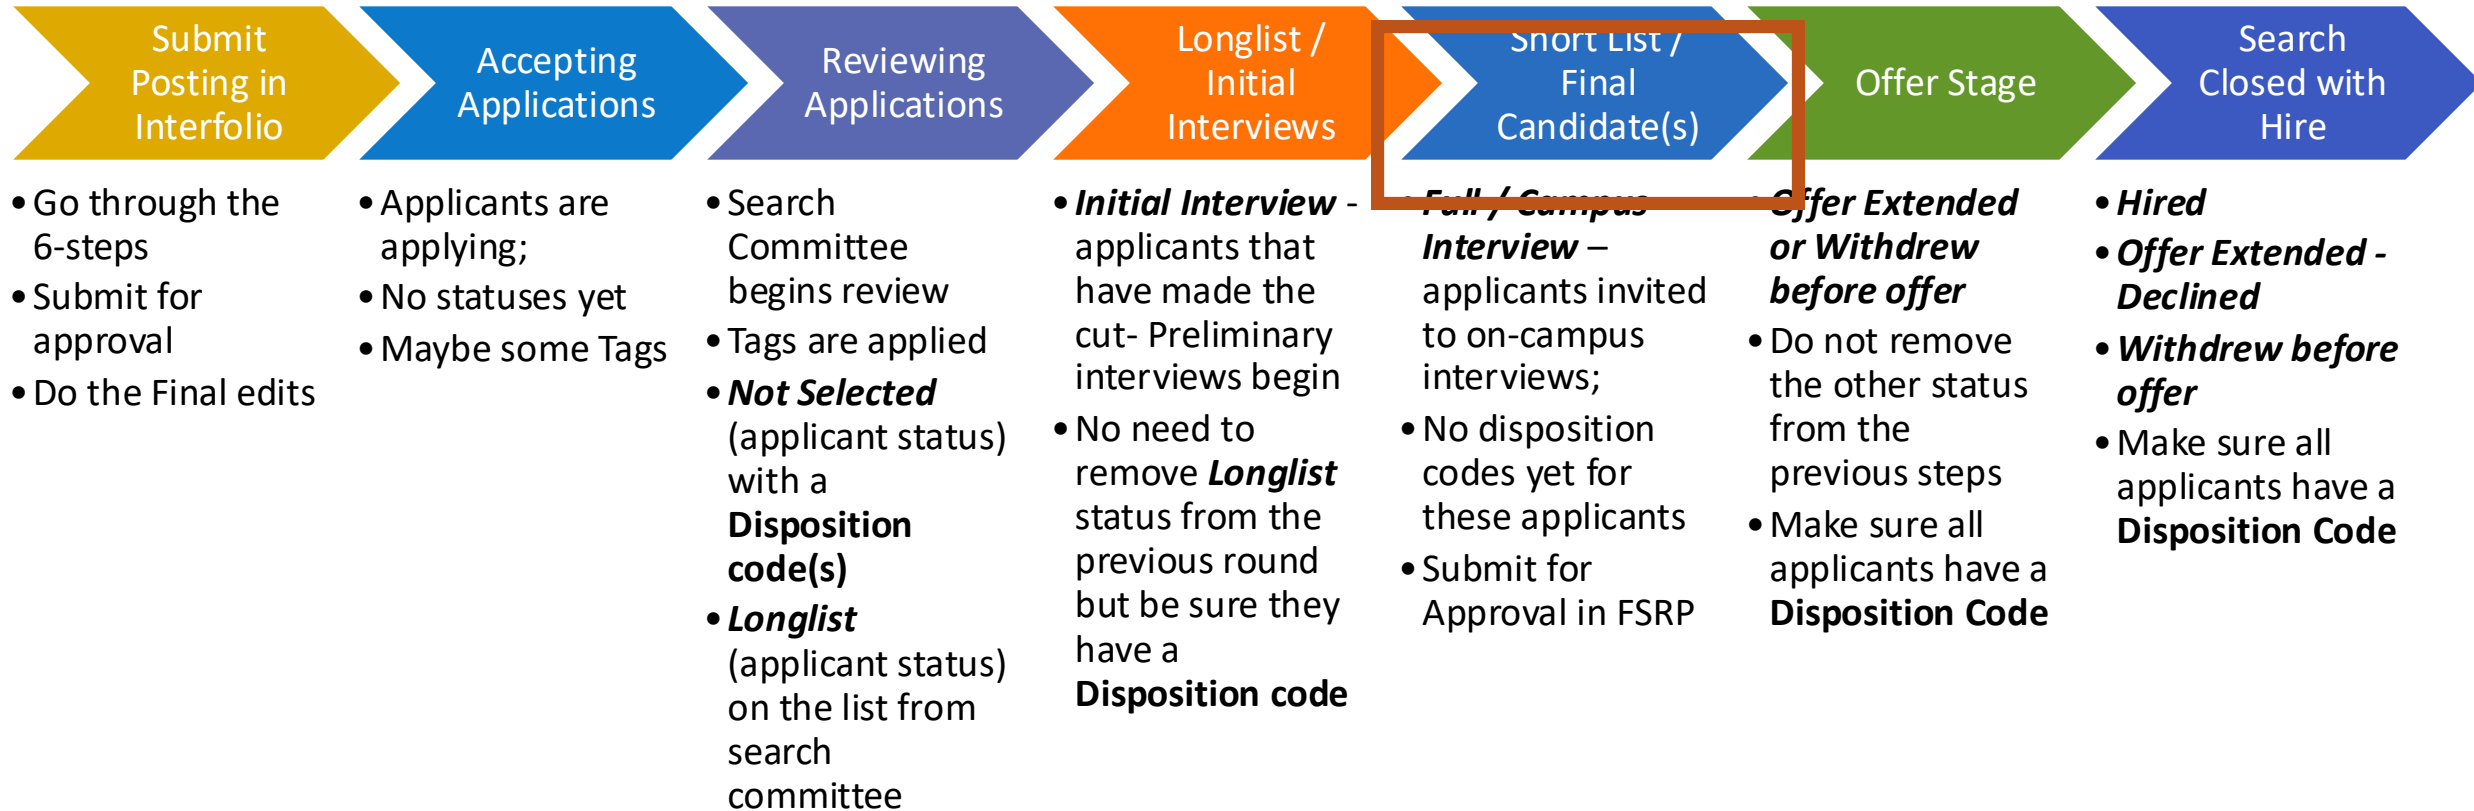 Submit
Posting in
Interfolio
Accepting
Applications
Reviewing
Applications
Longlist /
Initial
Interviews
Short List /
Final
Candidate(s)
Offer Stage
Search
Closed with
Hire
• Go through the
6-steps
• Submit for
approval
• Do the Final edits
• Applicants are
applying;
• No statuses yet
• Maybe some Tags
• Search
Committee
begins review
• Tags are applied
• Not Selected
(applicant status)
with a
Disposition
code(s)
• Longlist
(applicant status)
on the list from
search
committee
• Initial Interview -
applicants that
have made the
cut- Preliminary
interviews begin
• No need to
remove Longlist
status from the
previous round
but be sure they
have a
Disposition code
• Full / Campus
Interview –
applicants invited
to on-campus
interviews;
• No disposition
codes yet for
these applicants
• Submit for
Approval in FSRP
• Offer Extended
or Withdrew
before offer
• Do not remove
the other status
from the
previous steps
• Make sure all
applicants have a
Disposition Code
• Hired
• Offer Extended -
Declined
• Withdrew before
offer
• Make sure all
applicants have a
Disposition Code